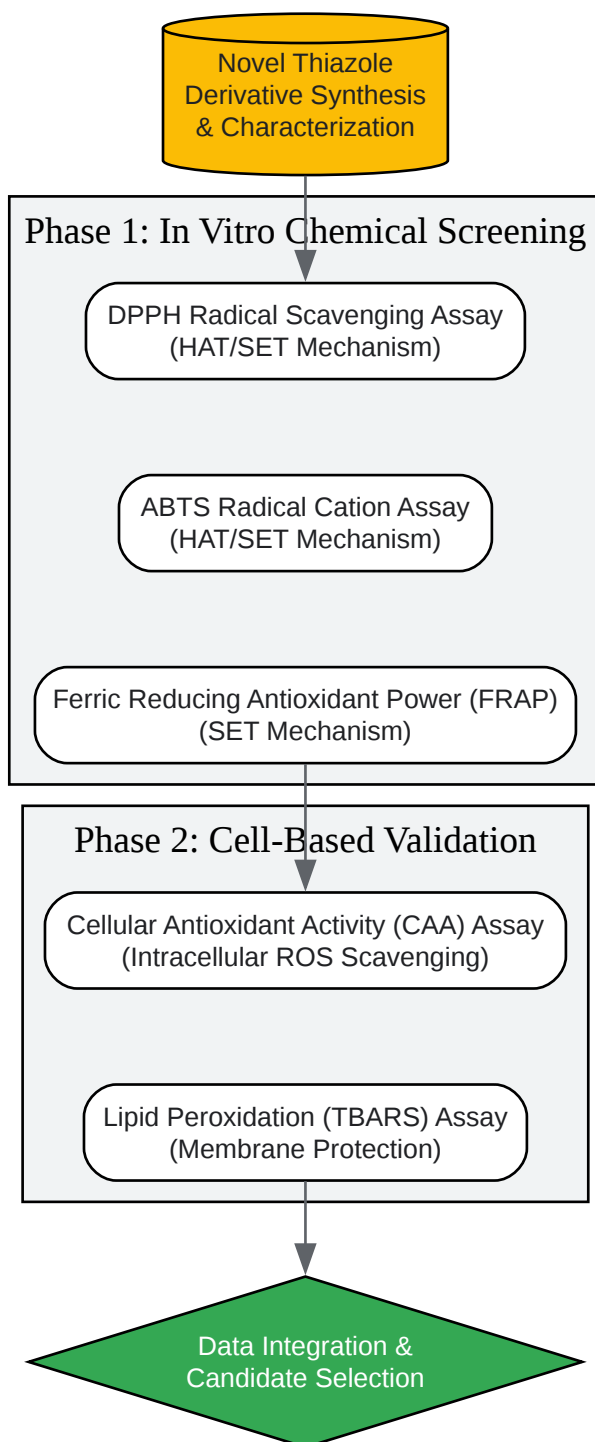 Novel Thiazole
Derivative Synthesis
& Characterization
Phase 1: In Vitro Chemical Screening
DPPH Radical Scavenging Assay
(HAT/SET Mechanism)
ABTS Radical Cation Assay
(HAT/SET Mechanism)
Ferric Reducing Antioxidant Power (FRAP)
(SET Mechanism)
Phase 2: Cell-Based Validation
Cellular Antioxidant Activity (CAA) Assay
(Intracellular ROS Scavenging)
Lipid Peroxidation (TBARS) Assay
(Membrane Protection)
Data Integration &
Candidate Selection